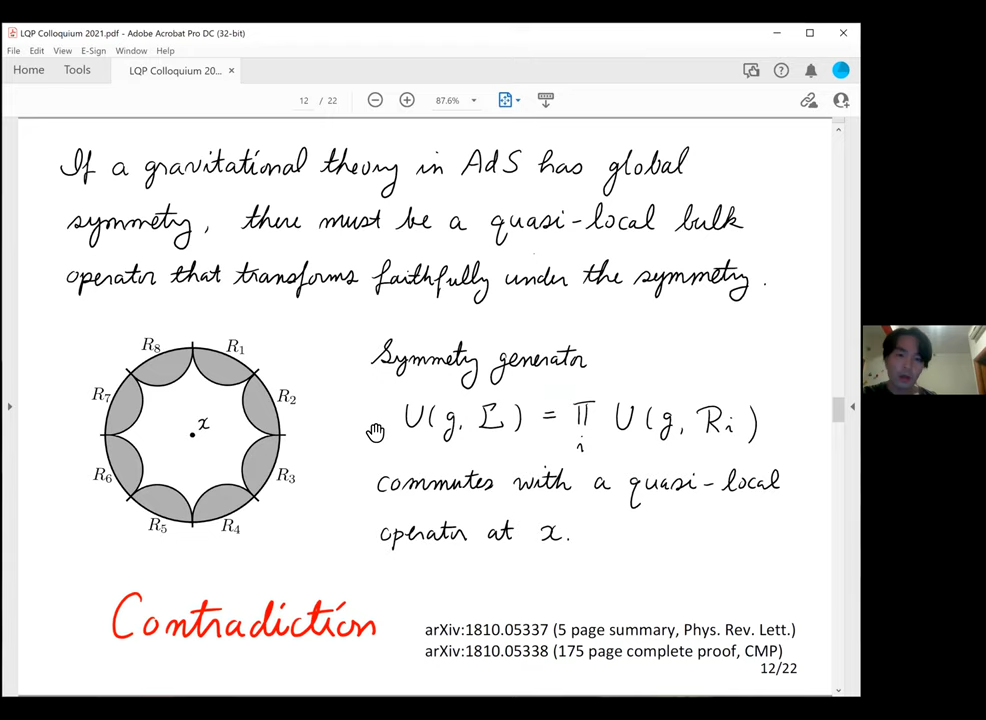 LQP Colloquium 2021.pdf - Adobe Acrobat Pro DC (32-bit)
File Edit View E-Sign Window Help
Home Tools LQP Colloquium 20... ×
12 / 22 87.6%
If a gravitational theory in AdS has global
symmetry, there must be a quasi-local bulk
operator that transforms faithfully under the symmetry.
R₈ R₁
R₇ R₂
x
R₆ R₃
R₅ R₄
Symmetry generator
U(g, Σ) = Π U(g, Ri)
i
commutes with a quasi-local
operator at x.
Contradiction
arXiv:1810.05337 (5 page summary, Phys. Rev. Lett.)
arXiv:1810.05338 (175 page complete proof, CMP)
12/22